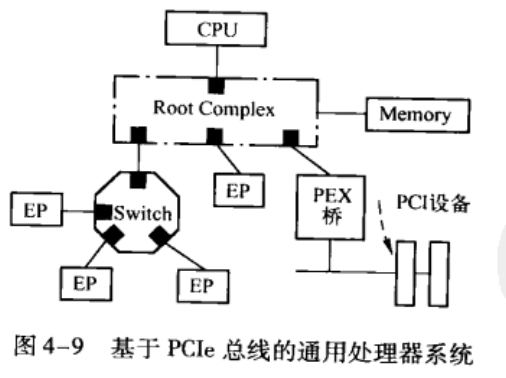 CPU
Root Complex
Memory
EP
PEX
桥
PCI设备
EP
Switch
EP
EP
图 4-9 基于 PCIe 总线的通用处理器系统